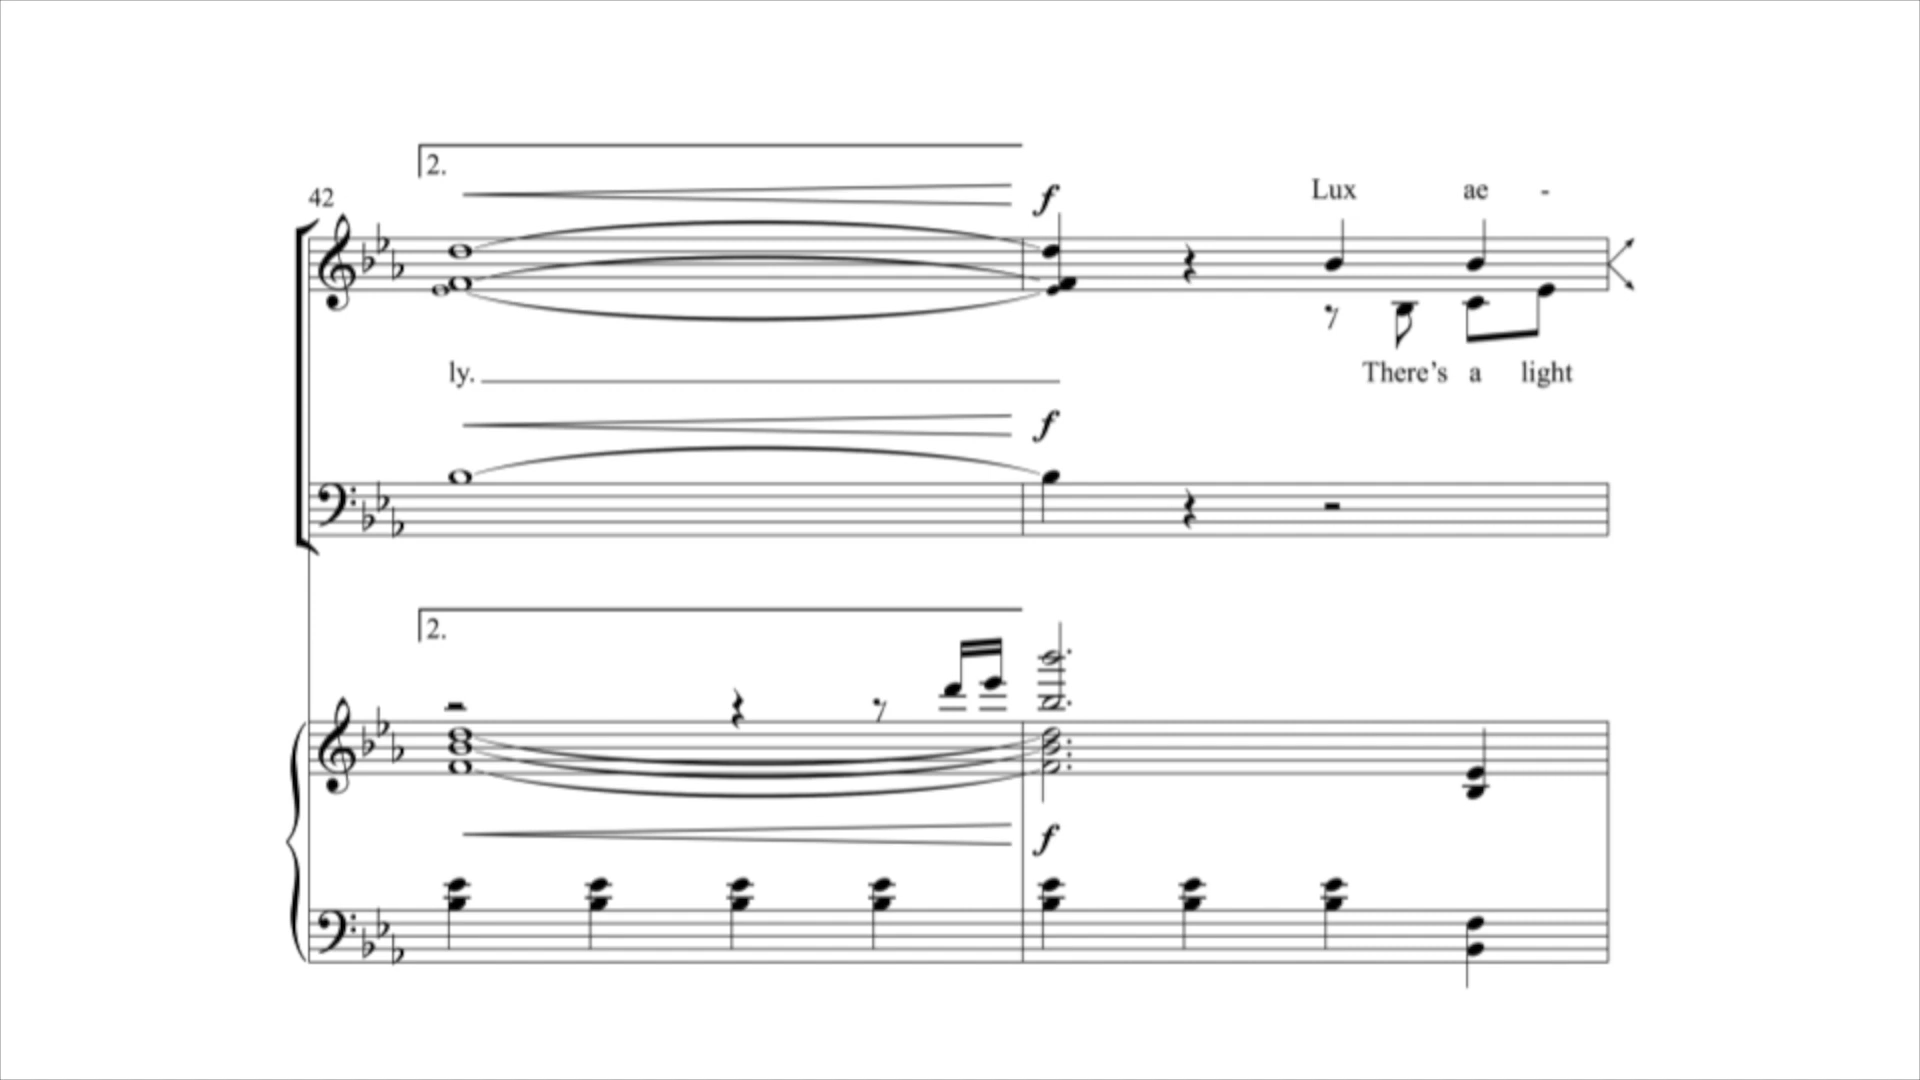 2.
42
f
Lux ae -
ly.
There's a light
f
2.
f